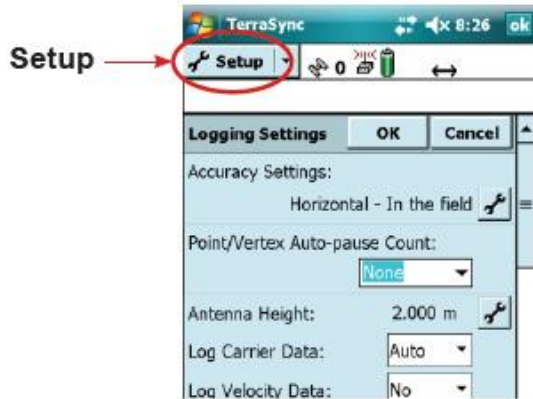 Setup
TerraSync 8:26 ok
Setup 0
Logging Settings OK Cancel
Accuracy Settings:
Horizontal - In the field
Point/Vertex Auto-pause Count:
None
Antenna Height: 2.000 m
Log Carrier Data: Auto
Log Velocity Data: No